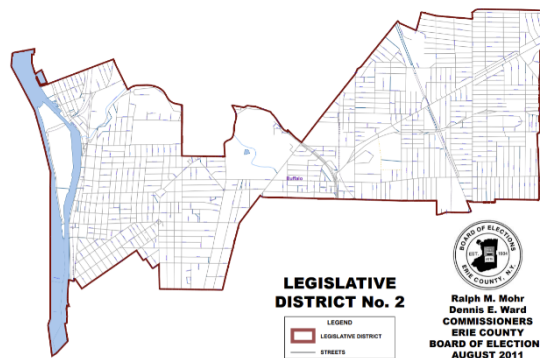 Buffalo
LEGISLATIVE
DISTRICT No. 2
LEGEND
LEGISLATIVE DISTRICT
STREETS
BOARD OF ELECTIONS
ERIE COUNTY, N.Y.
Ralph M. Mohr
Dennis E. Ward
COMMISSIONERS
ERIE COUNTY
BOARD OF ELECTION
AUGUST 2011